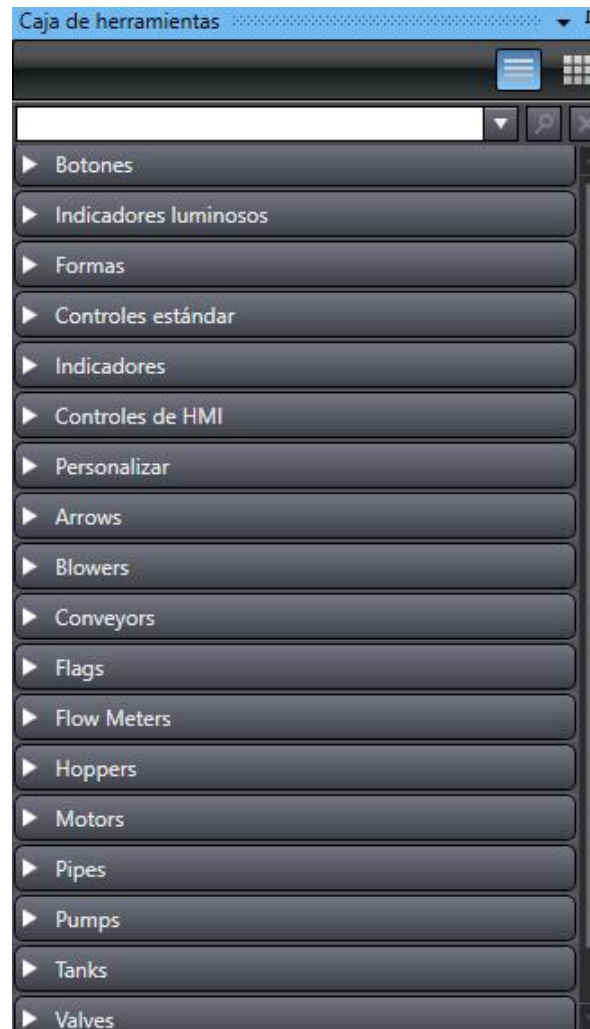 Caja de herramientas
Botones
Indicadores luminosos
Formas
Controles estándar
Indicadores
Controles de HMI
Personalizar
Arrows
Blowers
Conveyors
Flags
Flow Meters
Hoppers
Motors
Pipes
Pumps
Tanks
Valves